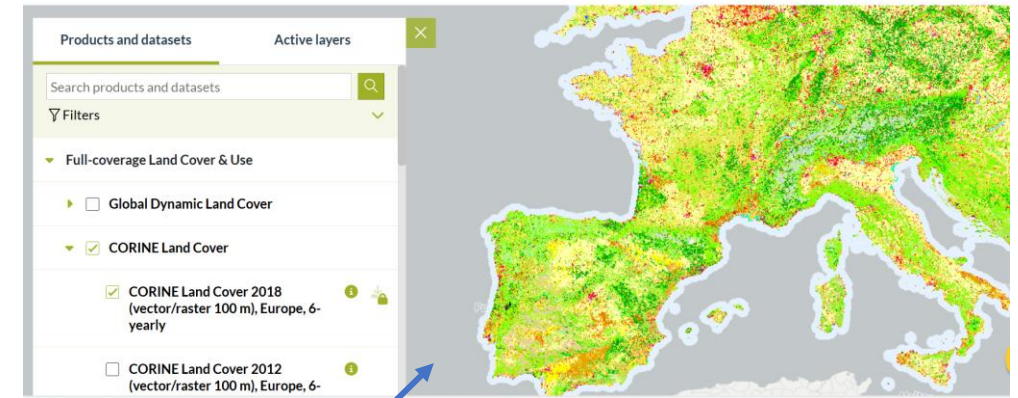 Products and datasets
Active layers
Search products and datasets
Filters
Full-coverage Land Cover & Use
Global Dynamic Land Cover
CORINE Land Cover
CORINE Land Cover 2018
(vector/raster 100 m), Europe, 6-
yearly
CORINE Land Cover 2012
(vector/raster 100 m), Europe, 6-